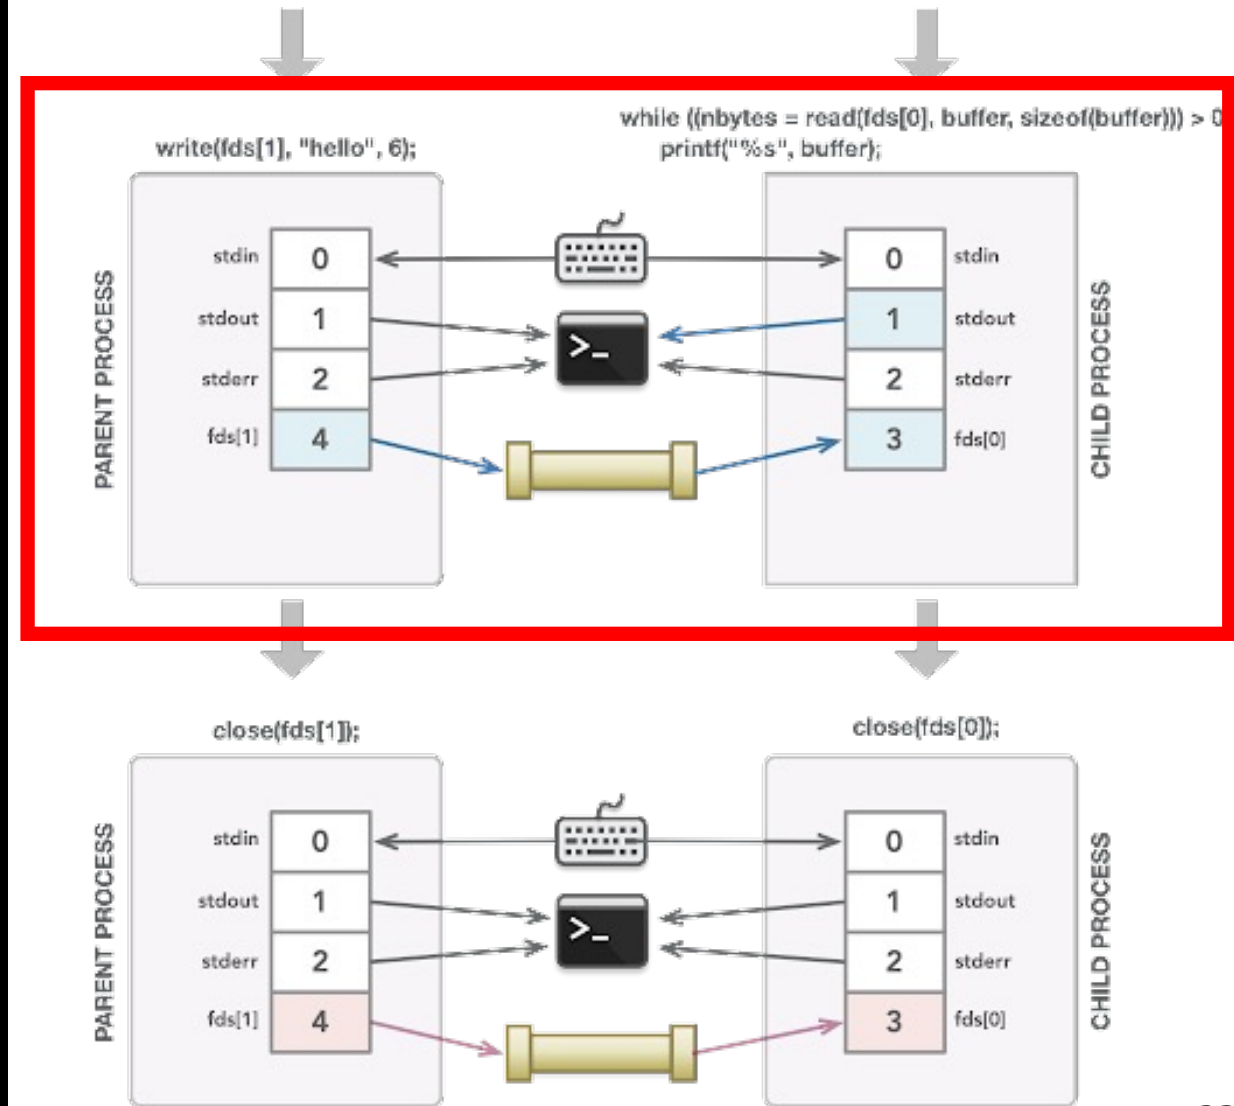 while ((nbytes = read(fds[0], buffer, sizeof(buffer))) > 0
write(fds[1], "hello", 6);
printf("%s", buffer);
PARENT PROCESS
stdin 0
stdout 1
stderr 2
fds[1] 4
>_
0 stdin
1 stdout
2 stderr
3 fds[0]
CHILD PROCESS
close(fds[1]);
close(fds[0]);
PARENT PROCESS
stdin 0
stdout 1
stderr 2
fds[1] 4
>_
0 stdin
1 stdout
2 stderr
3 fds[0]
CHILD PROCESS